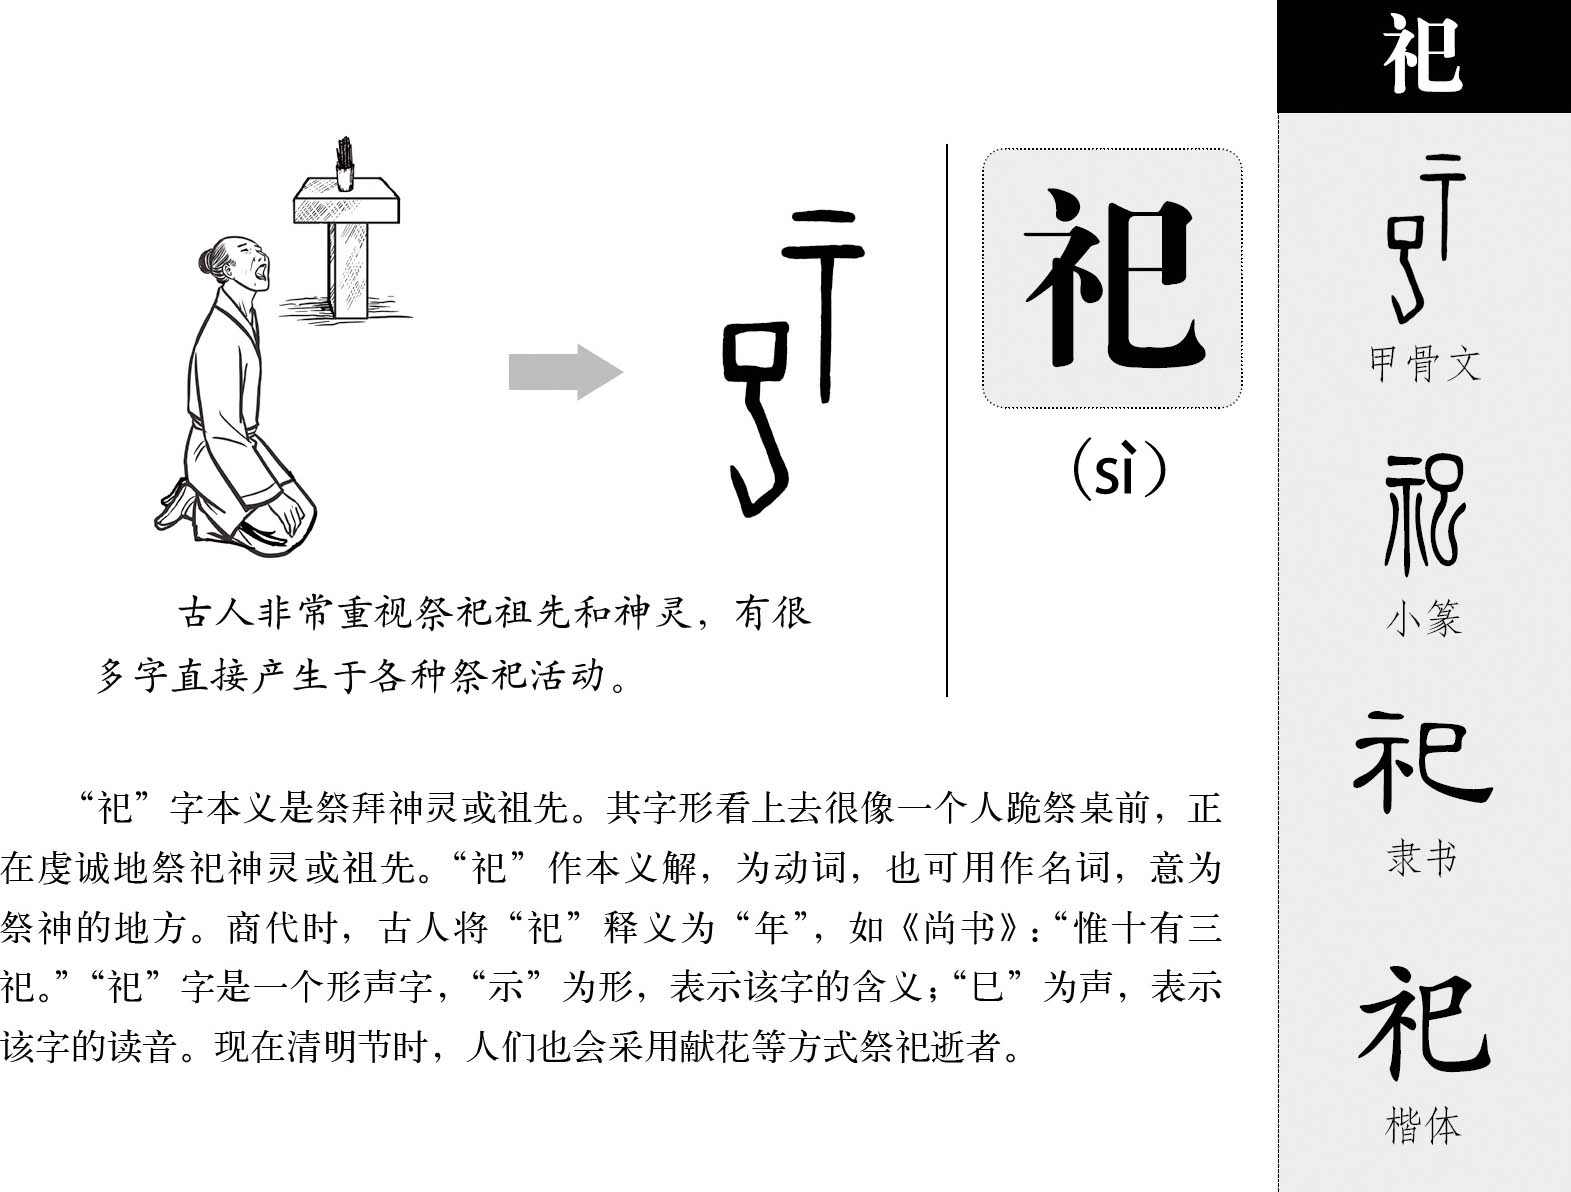 祀
（sì）
古人非常重视祭祀祖先和神灵，有很
多字直接产生于各种祭祀活动。
“祀”字本义是祭拜神灵或祖先。其字形看上去很像一个人跪祭桌前，正
在虔诚地祭祀神灵或祖先。“祀”作本义解，为动词，也可用作名词，意为
祭神的地方。商代时，古人将“祀”释义为“年”，如《尚书》：“惟十有三
祀。”“祀”字是一个形声字，“示”为形，表示该字的含义；“巳”为声，表示
该字的读音。现在清明节时，人们也会采用献花等方式祭祀逝者。
祀
甲骨文
祀
小篆
祀
隶书
祀
楷体